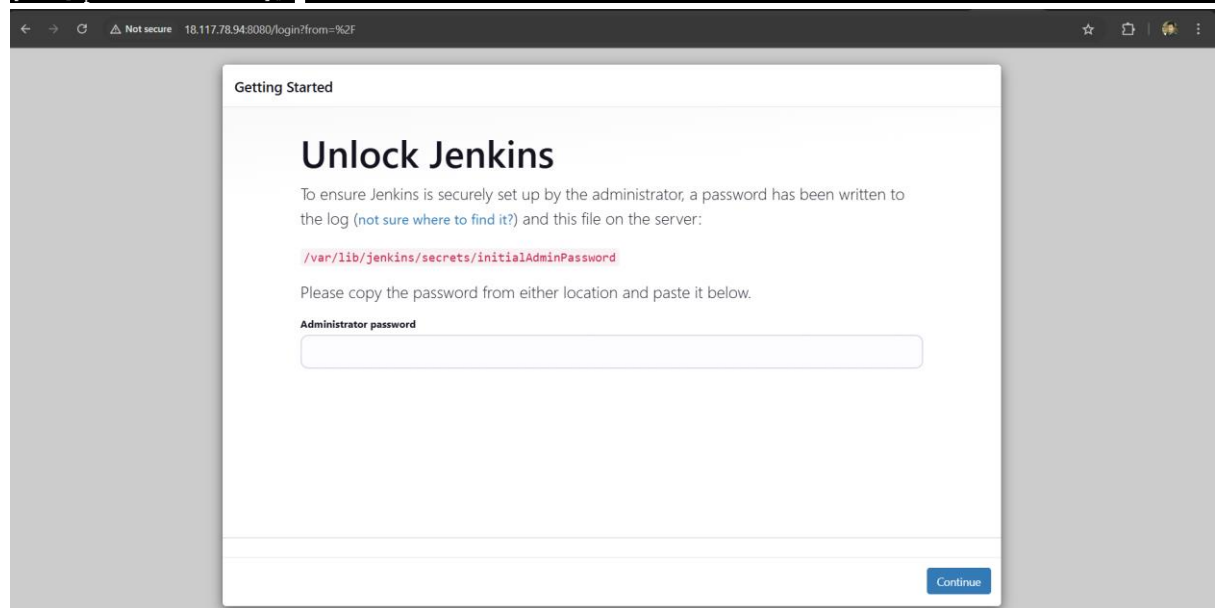 Not secure 18.117.78.94:8080/login?from=%2F
Getting Started
Unlock Jenkins
To ensure Jenkins is securely set up by the administrator, a password has been written to
the log (not sure where to find it?) and this file on the server:
/var/lib/jenkins/secrets/initialAdminPassword
Please copy the password from either location and paste it below.
Administrator password
Continue